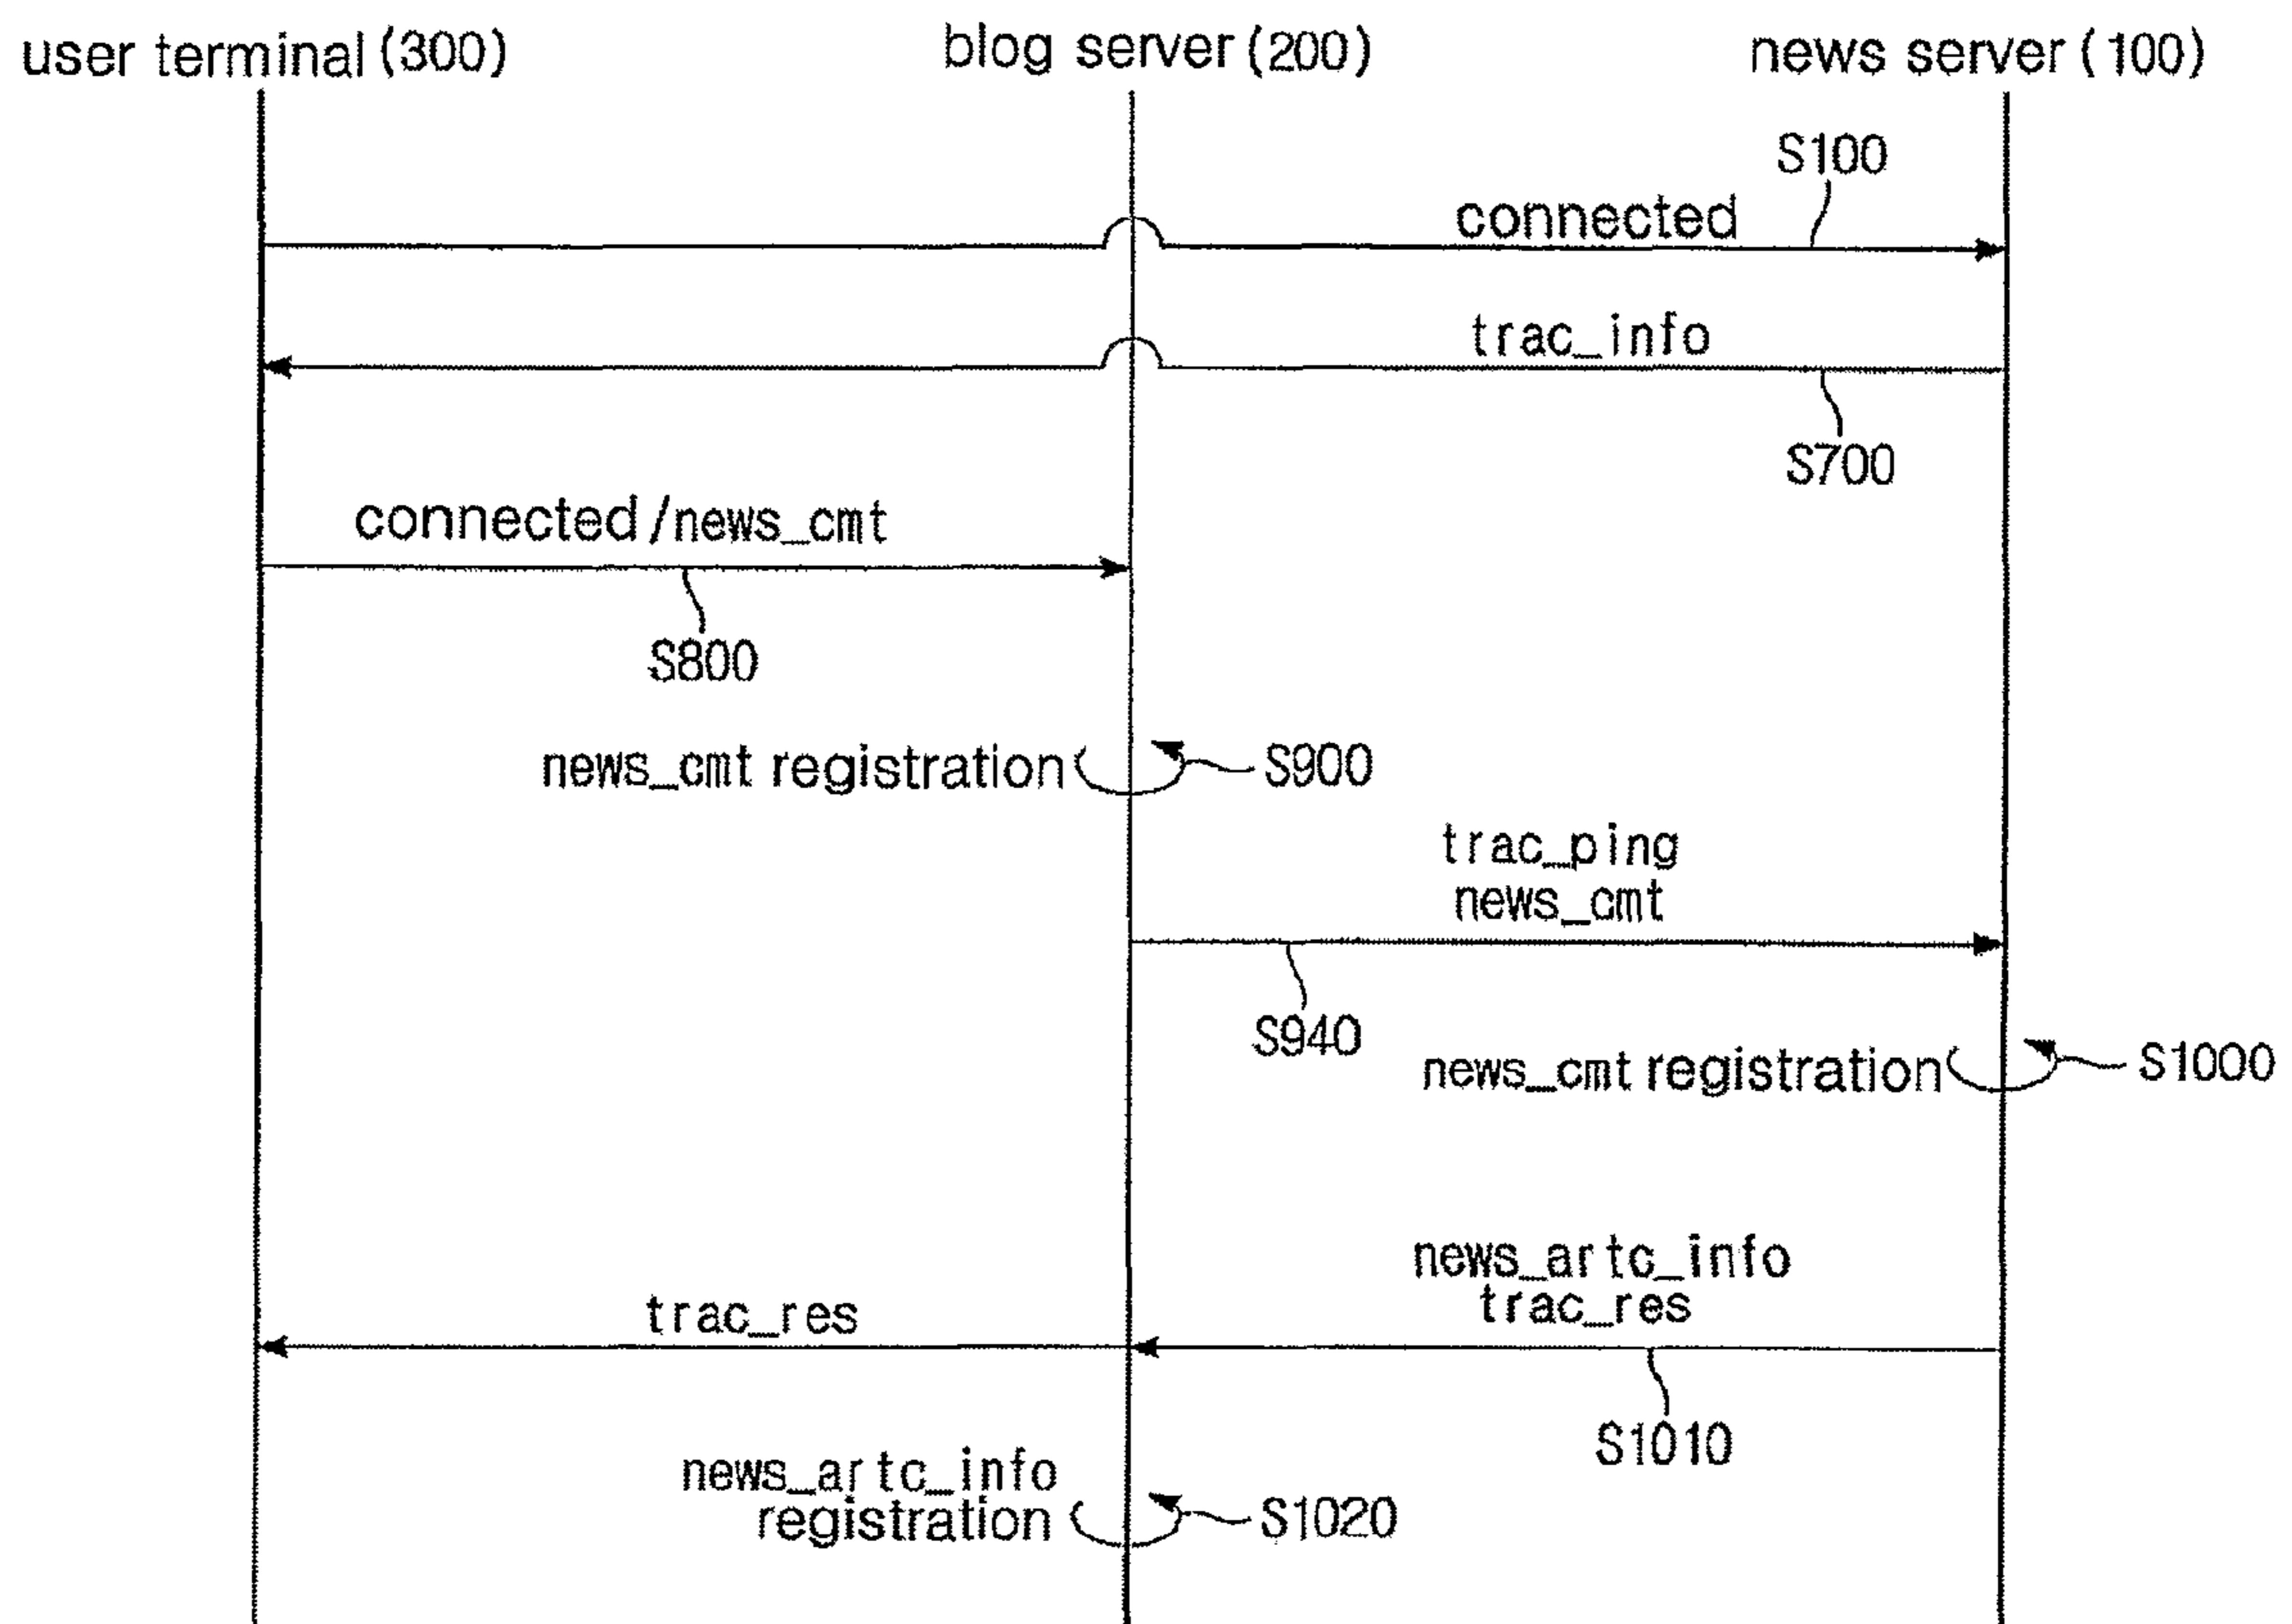 user terminal (300)
blog server (200)
news server (100)
S100
connected
trac_info
S700
connected/news_cmt
S800
news_cmt registration
S900
trac_ping
news_cmt
S940
news_cmt registration
S1000
news_artc_info
trac_res
trac_res
S1010
news_artc_info
registration
S1020